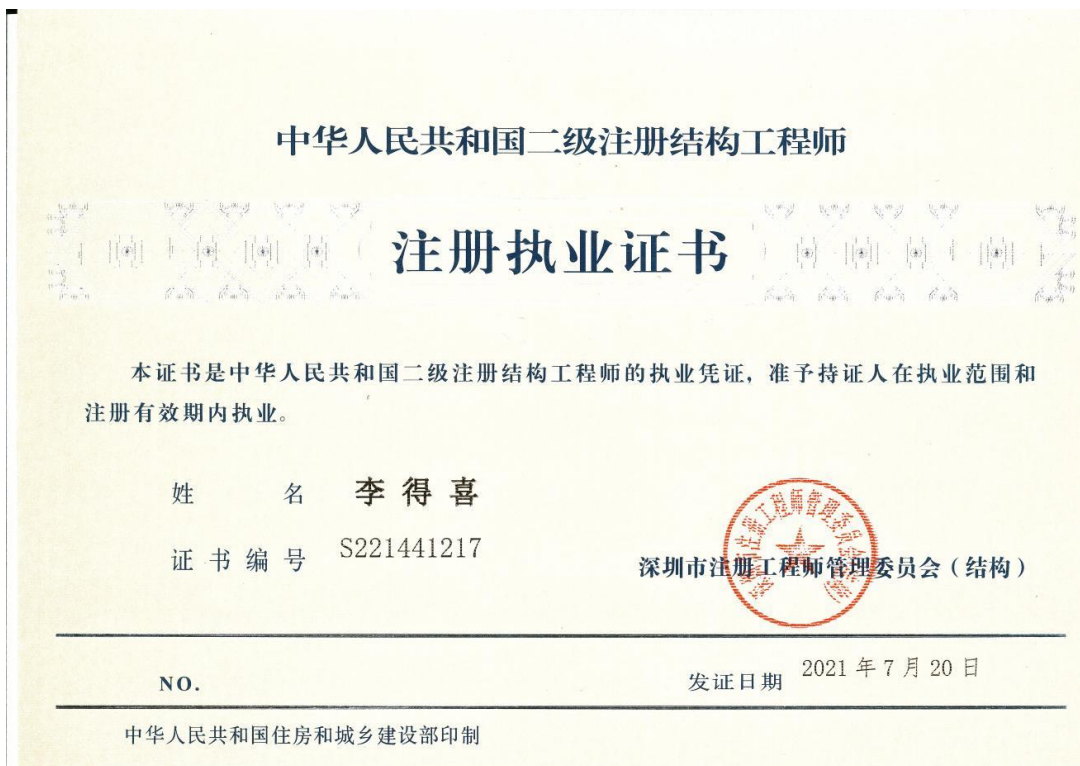 中华人民共和国二级注册结构工程师
注册执业证书
本证书是中华人民共和国二级注册结构工程师的执业凭证，准予持证人在执业范围和
注册有效期内执业。
姓 名 李得喜
证书编号 S221441217
深圳市注册工程师管理委员会（结构）
NO.
发证日期 2021年7月20日
中华人民共和国住房和城乡建设部印制